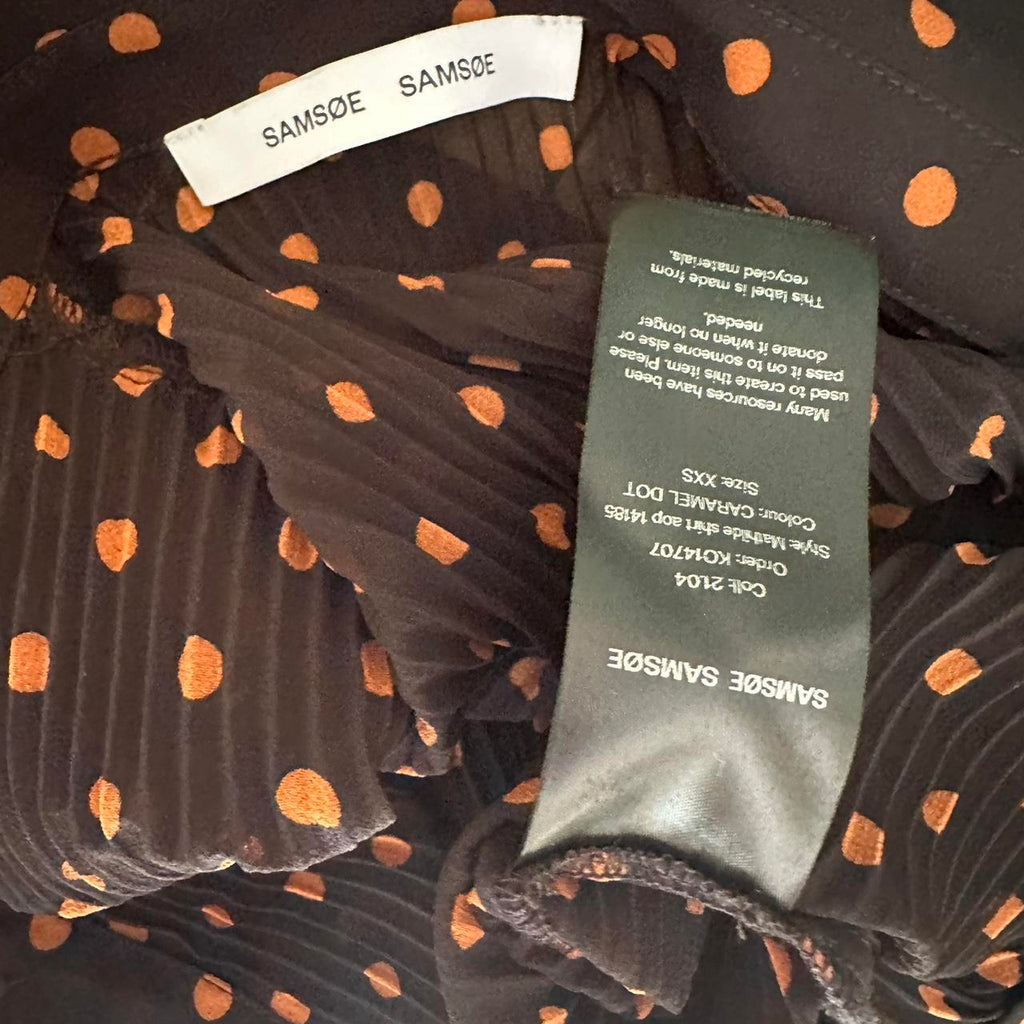 SAMSØE SAMSØE
SAMSØE SAMSØE
Coll: 21.04
Order: KO14707
Style: Mathilde shirt aop 14185
Colour: CARAMEL DOT
Size: XXS
Many resources have been
used to create this item. Please
pass it on to someone else or
donate it when no longer
needed.
This label is made from
recycled materials.